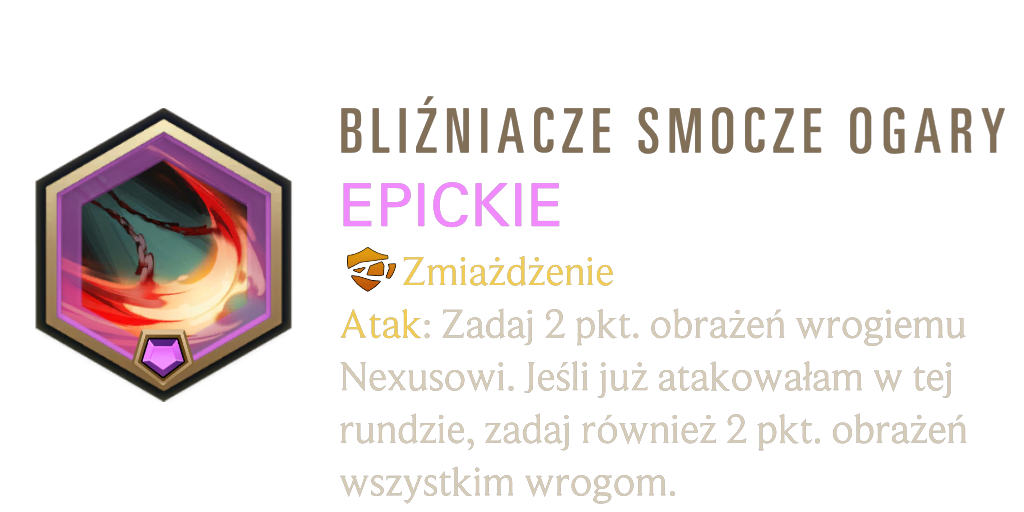 BLIŹNIACZE SMOCZE OGARY
EPICKIE
Zmiażdżenie
Atak: Zadaj 2 pkt. obrażeń wrogiemu
Nexusowi. Jeśli już atakowałam w tej
rundzie, zadaj również 2 pkt. obrażeń
wszystkim wrogom.